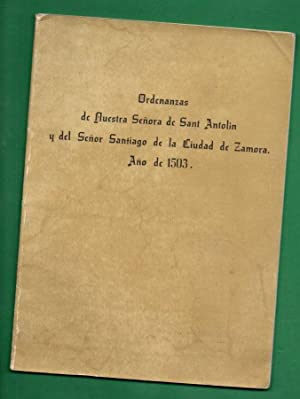 Ordenanzas
de Nuestra Señora de Sant Antolin
y del Señor Santiago de la Ciudad de Zamora.
Año de 1503.